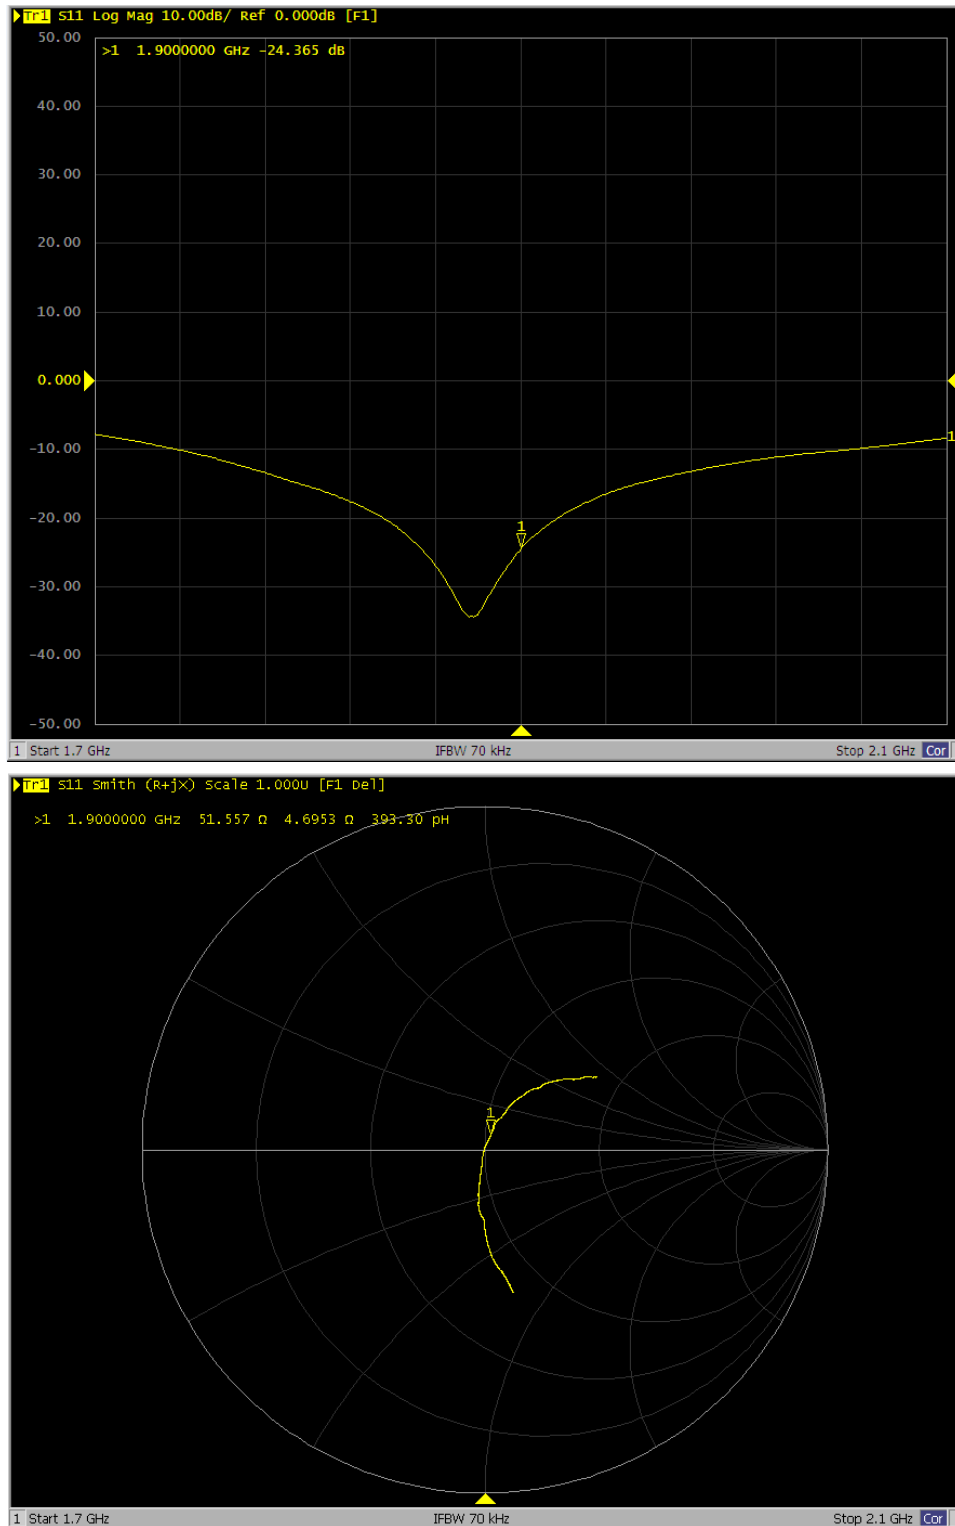 Tr1 S11 Log Mag 10.00dB/ Ref 0.000dB [F1]
50.00
>1 1.9000000 GHz -24.365 dB
40.00
30.00
20.00
10.00
0.000
-10.00
1
-20.00
1
-30.00
-40.00
-50.00
1 Start 1.7 GHz IFBW 70 kHz Stop 2.1 GHz Cor
Tr1 S11 Smith (R+jX) Scale 1.000U [F1 Del]
>1 1.9000000 GHz 51.557 Ω 4.6953 Ω 393.30 pH
1
1 Start 1.7 GHz IFBW 70 kHz Stop 2.1 GHz Cor